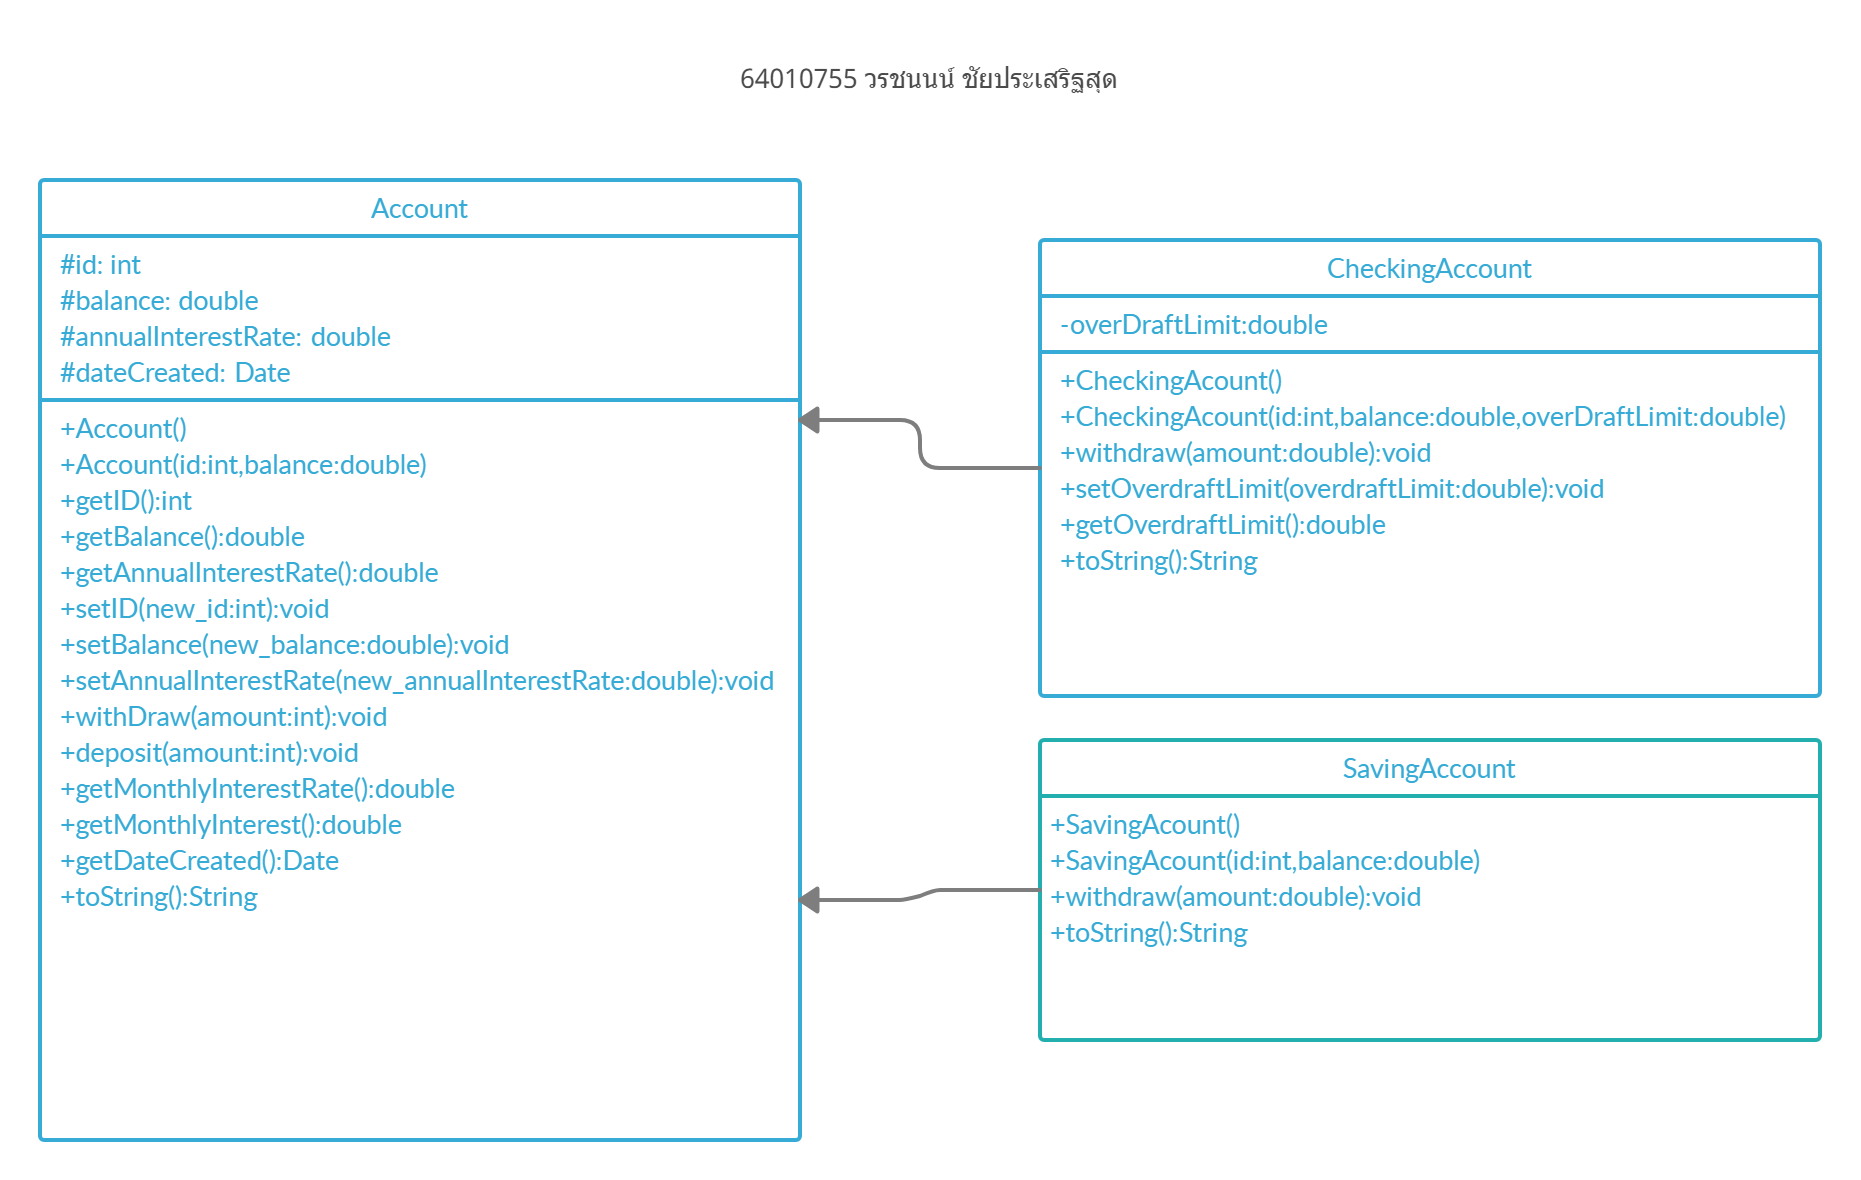 64010755 วรชนนน์ ชัยประเสริฐสุด
Account
#id: int
#balance: double
#annualInterestRate: double
#dateCreated: Date
+Account()
+Account(id:int,balance:double)
+getID():int
+getBalance():double
+getAnnualInterestRate():double
+setID(new_id:int):void
+setBalance(new_balance:double):void
+setAnnualInterestRate(new_annualInterestRate:double):void
+withDraw(amount:int):void
+deposit(amount:int):void
+getMonthlyInterestRate():double
+getMonthlyInterest():double
+getDateCreated():Date
+toString():String
CheckingAccount
-overDraftLimit:double
+CheckingAcount()
+CheckingAcount(id:int,balance:double,overDraftLimit:double)
+withdraw(amount:double):void
+setOverdraftLimit(overdraftLimit:double):void
+getOverdraftLimit():double
+toString():String
SavingAccount
+SavingAcount()
+SavingAcount(id:int,balance:double)
+withdraw(amount:double):void
+toString():String